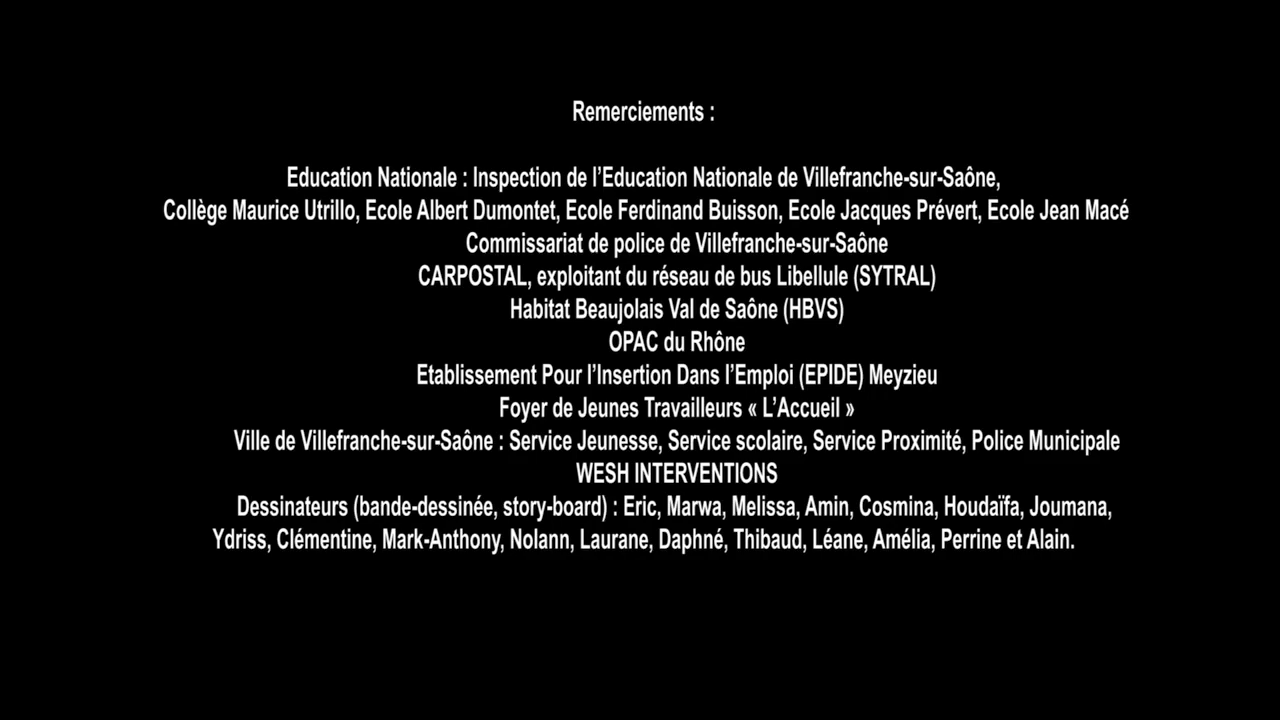 Remerciements :
Education Nationale : Inspection de l’Education Nationale de Villefranche-sur-Saône,
Collège Maurice Utrillo, Ecole Albert Dumontet, Ecole Ferdinand Buisson, Ecole Jacques Prévert, Ecole Jean Macé
Commissariat de police de Villefranche-sur-Saône
CARPOSTAL, exploitant du réseau de bus Libellule (SYTRAL)
Habitat Beaujolais Val de Saône (HBVS)
OPAC du Rhône
Etablissement Pour l’Insertion Dans l’Emploi (EPIDE) Meyzieu
Foyer de Jeunes Travailleurs « L’Accueil »
Ville de Villefranche-sur-Saône : Service Jeunesse, Service scolaire, Service Proximité, Police Municipale
WESH INTERVENTIONS
Dessinateurs (bande-dessinée, story-board) : Eric, Marwa, Melissa, Amin, Cosmina, Houdaïfa, Joumana,
Ydriss, Clémentine, Mark-Anthony, Nolann, Laurane, Daphné, Thibaud, Léane, Amélia, Perrine et Alain.